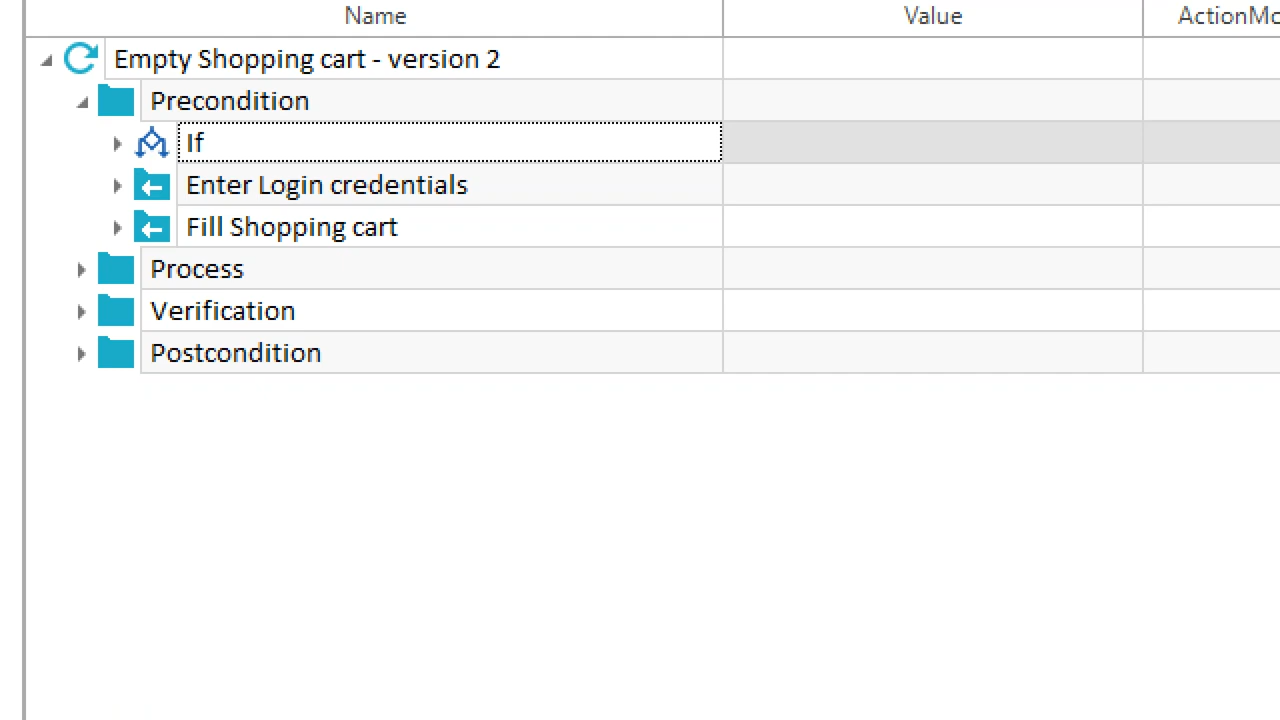 Name Value ActionMo
Empty Shopping cart - version 2
Precondition
If
Enter Login credentials
Fill Shopping cart
Process
Verification
Postcondition